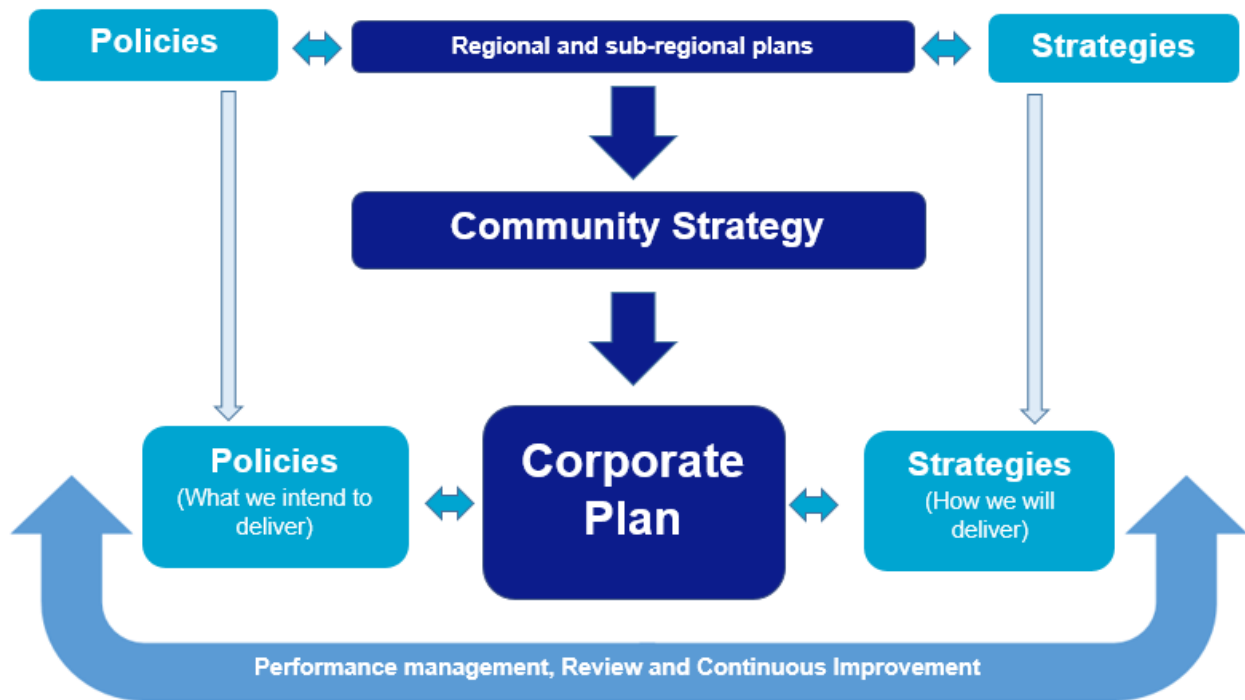 Policies
Regional and sub-regional plans
Strategies
Community Strategy
Policies
(What we intend to
deliver)
Corporate
Plan
Strategies
(How we will
deliver)
Performance management, Review and Continuous Improvement